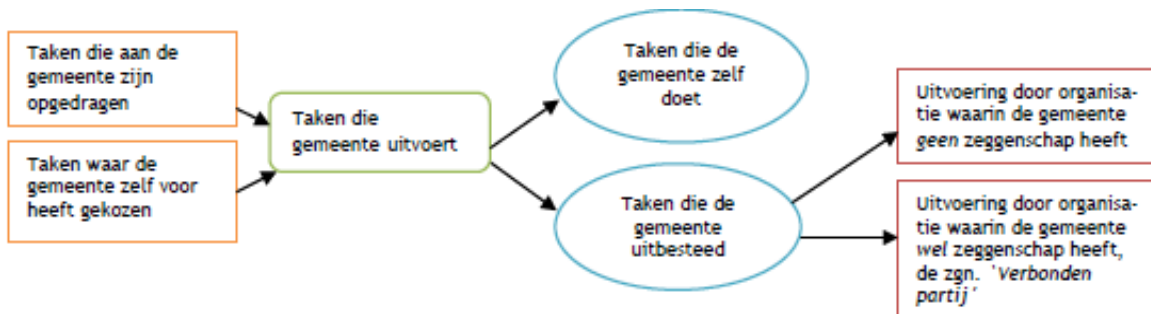 Taken die aan de
gemeente zijn
opgedragen
Taken waar de
gemeente zelf voor
heeft gekozen
Taken die
gemeente uitvoert
Taken die de
gemeente zelf
doet
Taken die de
gemeente
uitbesteed
Uitvoering door organisa-
tie waarin de gemeente
geen zeggenschap heeft
Uitvoering door organisa-
tie waarin de gemeente
wel zeggenschap heeft,
de zgn. 'Verbonden
partij'